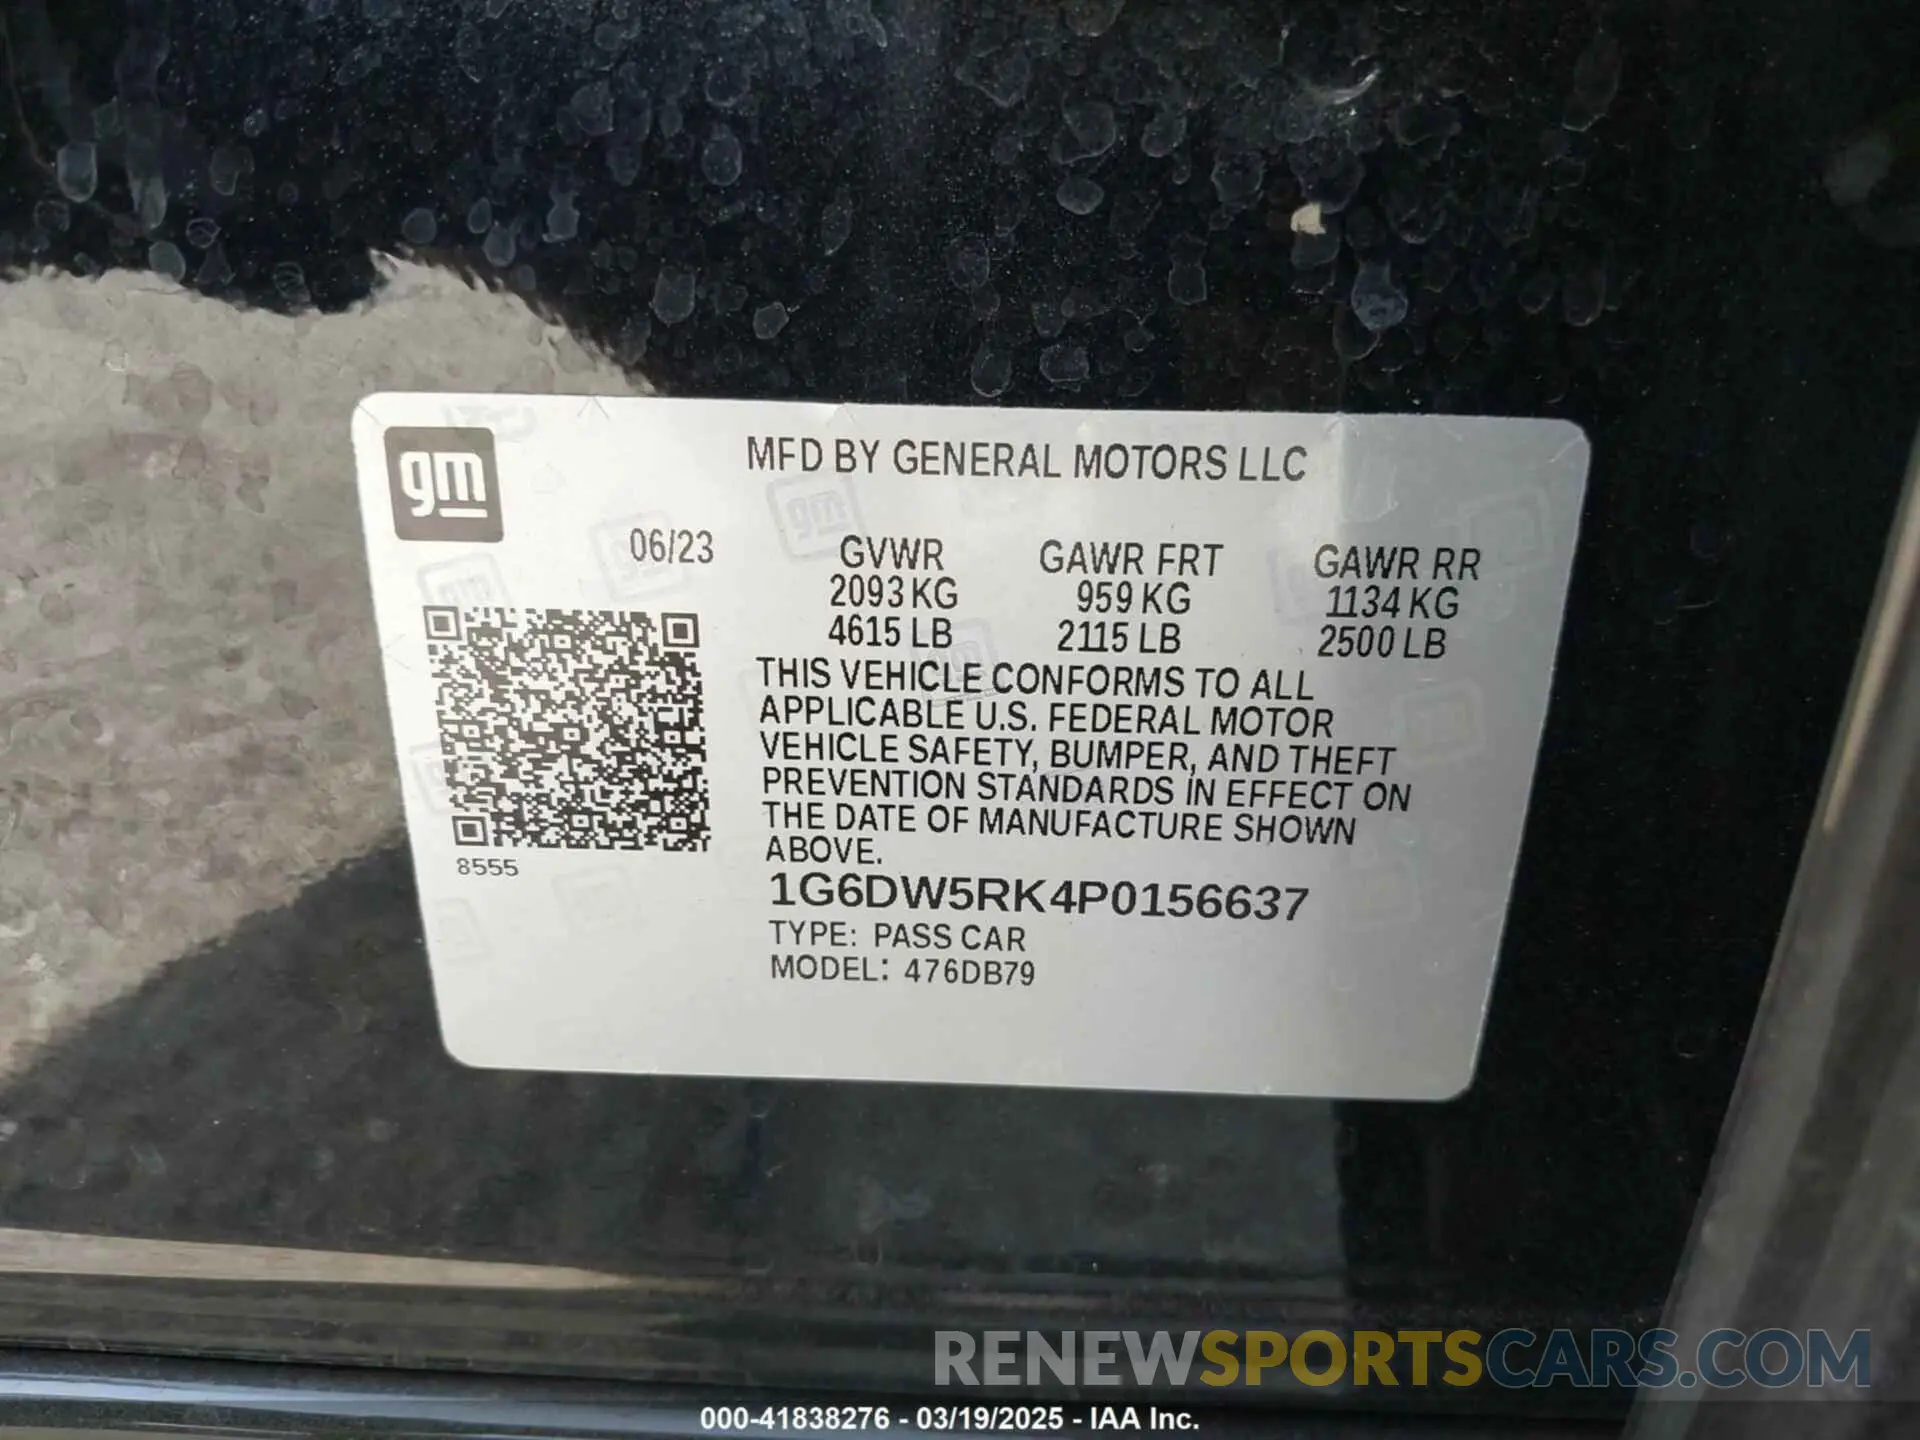 gm
MFD BY GENERAL MOTORS LLC
06/23
GVWR GAWR FRT GAWR RR
2093 KG 959 KG 1134 KG
4615 LB 2115 LB 2500 LB
THIS VEHICLE CONFORMS TO ALL
APPLICABLE U.S. FEDERAL MOTOR
VEHICLE SAFETY, BUMPER, AND THEFT
PREVENTION STANDARDS IN EFFECT ON
THE DATE OF MANUFACTURE SHOWN
ABOVE.
8555
1G6DW5RK4P0156637
TYPE: PASS CAR
MODEL: 476DB79
RENEWSPORTSCARS.COM
000-41838276 - 03/19/2025 - IAA Inc.